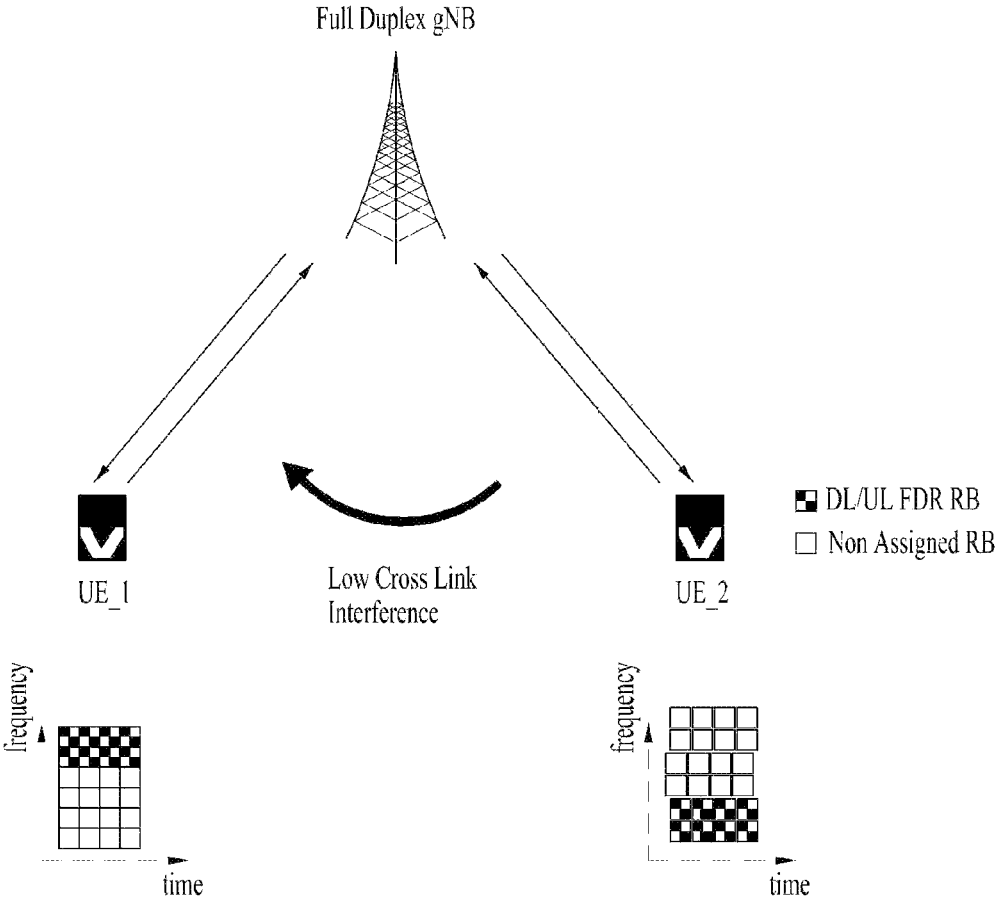 Full Duplex gNB
DL/UL FDR RB
Non Assigned RB
UE_1
Low Cross Link
Interference
UE_2
frequency
time
frequency
time